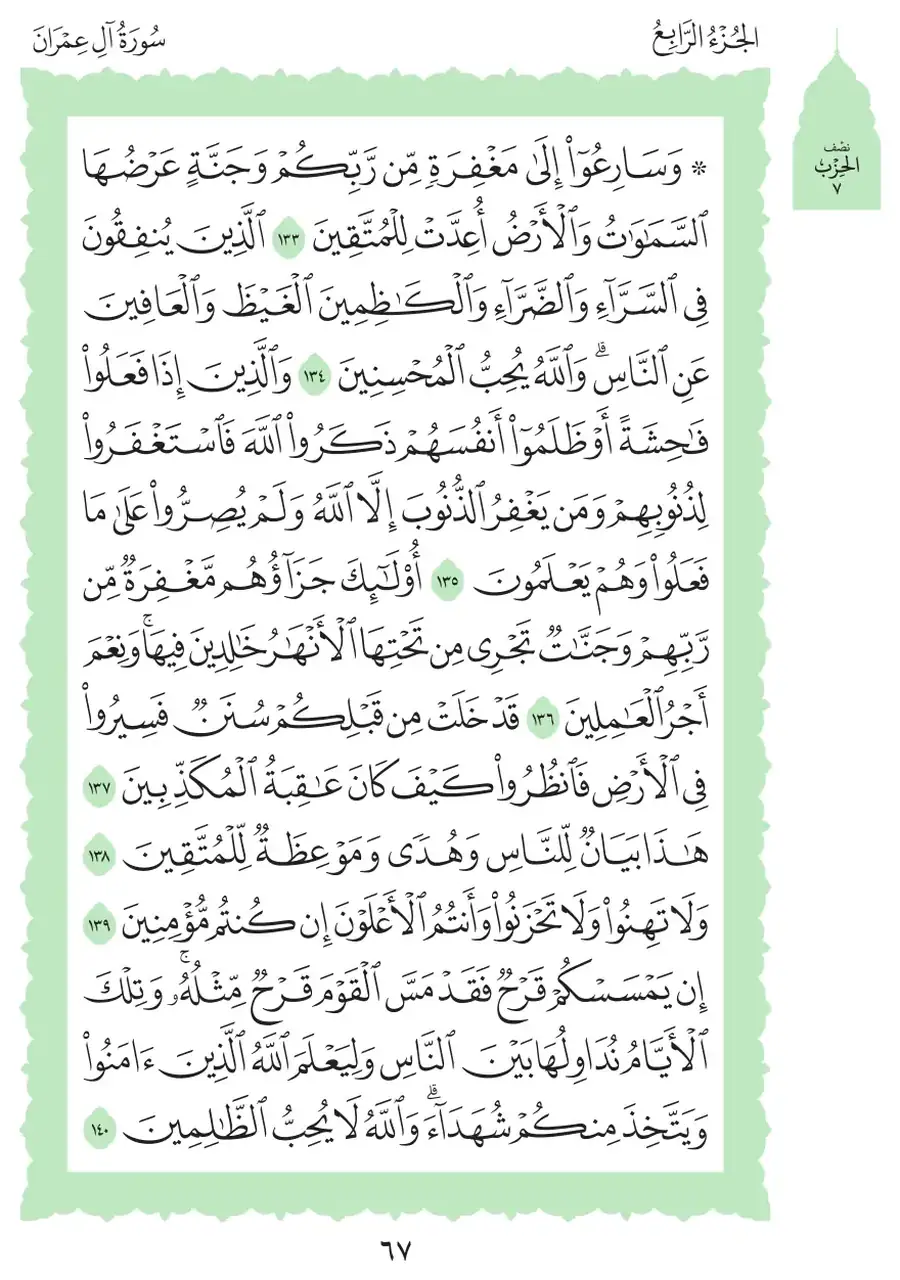 الجُزْءُ الرَّابِعُ
سُورَةُ آلِ عِمْرَانَ
نصْف
الحِزْب
٧
* وَسَارِعُوٓا۟ إِلَىٰ مَغْفِرَةٍ مِّن رَّبِّكُمْ وَجَنَّةٍ عَرْضُهَا
ٱلسَّمَـٰوَٰتُ وَٱلْأَرْضُ أُعِدَّتْ لِلْمُتَّقِينَ ١٣٣ ٱلَّذِينَ يُنفِقُونَ
فِى ٱلسَّرَّآءِ وَٱلضَّرَّآءِ وَٱلْكَـٰظِمِينَ ٱلْغَيْظَ وَٱلْعَافِينَ
عَنِ ٱلنَّاسِ ۗ وَٱللَّهُ يُحِبُّ ٱلْمُحْسِنِينَ ١٣٤ وَٱلَّذِينَ إِذَا فَعَلُوا۟
فَـٰحِشَةً أَوْ ظَلَمُوٓا۟ أَنفُسَهُمْ ذَكَرُوا۟ ٱللَّهَ فَٱسْتَغْفَرُوا۟
لِذُنُوبِهِمْ وَمَن يَغْفِرُ ٱلذُّنُوبَ إِلَّا ٱللَّهُ وَلَمْ يُصِرُّوا۟ عَلَىٰ مَا
فَعَلُوا۟ وَهُمْ يَعْلَمُونَ ١٣٥ أُو۟لَـٰٓئِكَ جَزَآؤُهُم مَّغْفِرَةٌ مِّن
رَّبِّهِمْ وَجَنَّـٰتٌ تَجْرِى مِن تَحْتِهَا ٱلْأَنْهَـٰرُ خَـٰلِدِينَ فِيهَا ۚ وَنِعْمَ
أَجْرُ ٱلْعَـٰمِلِينَ ١٣٦ قَدْ خَلَتْ مِن قَبْلِكُمْ سُنَنٌ فَسِيرُوا۟
فِى ٱلْأَرْضِ فَٱنظُرُوا۟ كَيْفَ كَانَ عَـٰقِبَةُ ٱلْمُكَذِّبِينَ ١٣٧
هَـٰذَا بَيَانٌ لِّلنَّاسِ وَهُدًى وَمَوْعِظَةٌ لِّلْمُتَّقِينَ ١٣٨
وَلَا تَهِنُوا۟ وَلَا تَحْزَنُوا۟ وَأَنتُمُ ٱلْأَعْلَوْنَ إِن كُنتُم مُّؤْمِنِينَ ١٣٩
إِن يَمْسَسْكُمْ قَرْحٌ فَقَدْ مَسَّ ٱلْقَوْمَ قَرْحٌ مِّثْلُهُۥ ۚ وَتِلْكَ
ٱلْأَيَّامُ نُدَاوِلُهَا بَيْنَ ٱلنَّاسِ وَلِيَعْلَمَ ٱللَّهُ ٱلَّذِينَ ءَامَنُوا۟
وَيَتَّخِذَ مِنكُمْ شُهَدَآءَ ۗ وَٱللَّهُ لَا يُحِبُّ ٱلظَّـٰلِمِينَ ١٤٠
٦٧